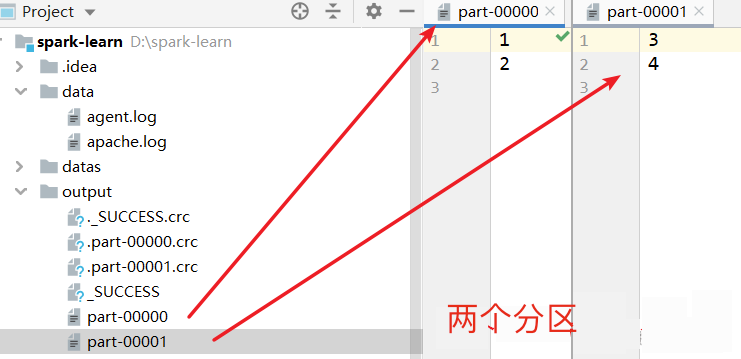 Project
spark-learn D:\spark-learn
.idea
data
agent.log
apache.log
datas
output
._SUCCESS.crc
.part-00000.crc
.part-00001.crc
_SUCCESS
part-00000
part-00001
part-00000
1 1
2 2
3
part-00001
1 3
2 4
3
两个分区